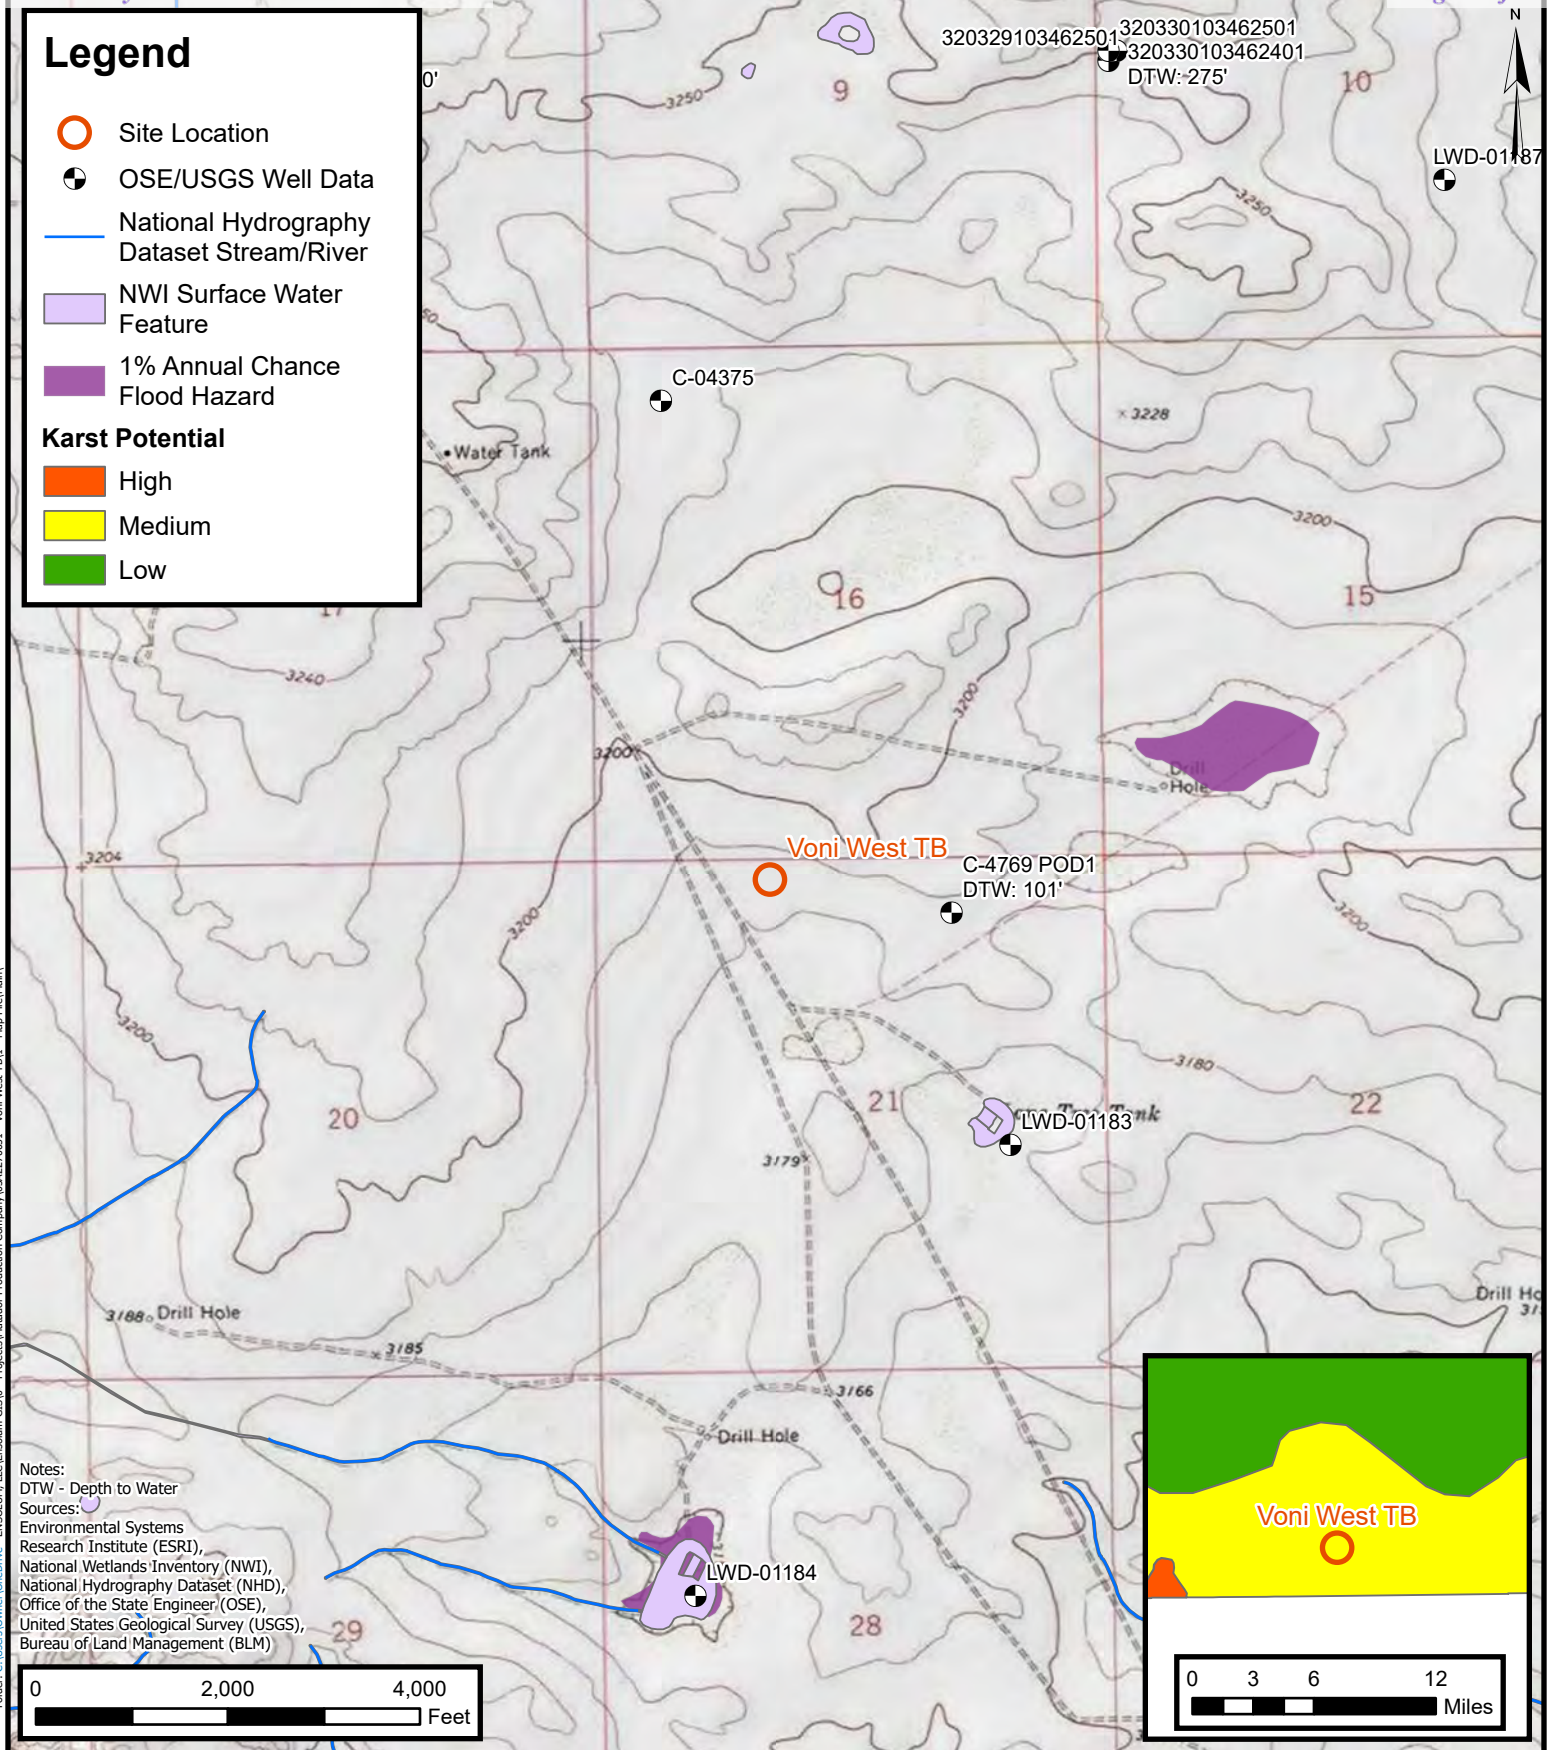 Legend
Site Location
OSE/USGS Well Data
National Hydrography
Dataset Stream/River
NWI Surface Water
Feature
1% Annual Chance
Flood Hazard
Karst Potential
High
Medium
Low
0'
9
320329103462501
320330103462501
320330103462401
DTW: 275'
10
N
LWD-01187
3250
3250
C-04375
3228
Water Tank
3200
16
15
17
3240
3200
3200
Drill
Hole
3204
Voni West TB
C-4769 POD1
DTW: 101'
3200
3200
3200
3180
20
21
22
Tank
LWD-01183
3179
3188
Drill Hole
3185
Drill Ho
3166
Drill Hole
LWD-01184
29
28
Notes:
DTW - Depth to Water
Sources:
Environmental Systems
Research Institute (ESRI),
National Wetlands Inventory (NWI),
National Hydrography Dataset (NHD),
Office of the State Engineer (OSE),
United States Geological Survey (USGS),
Bureau of Land Management (BLM)
0 2,000 4,000
Feet
Voni West TB
0 3 6 12
Miles